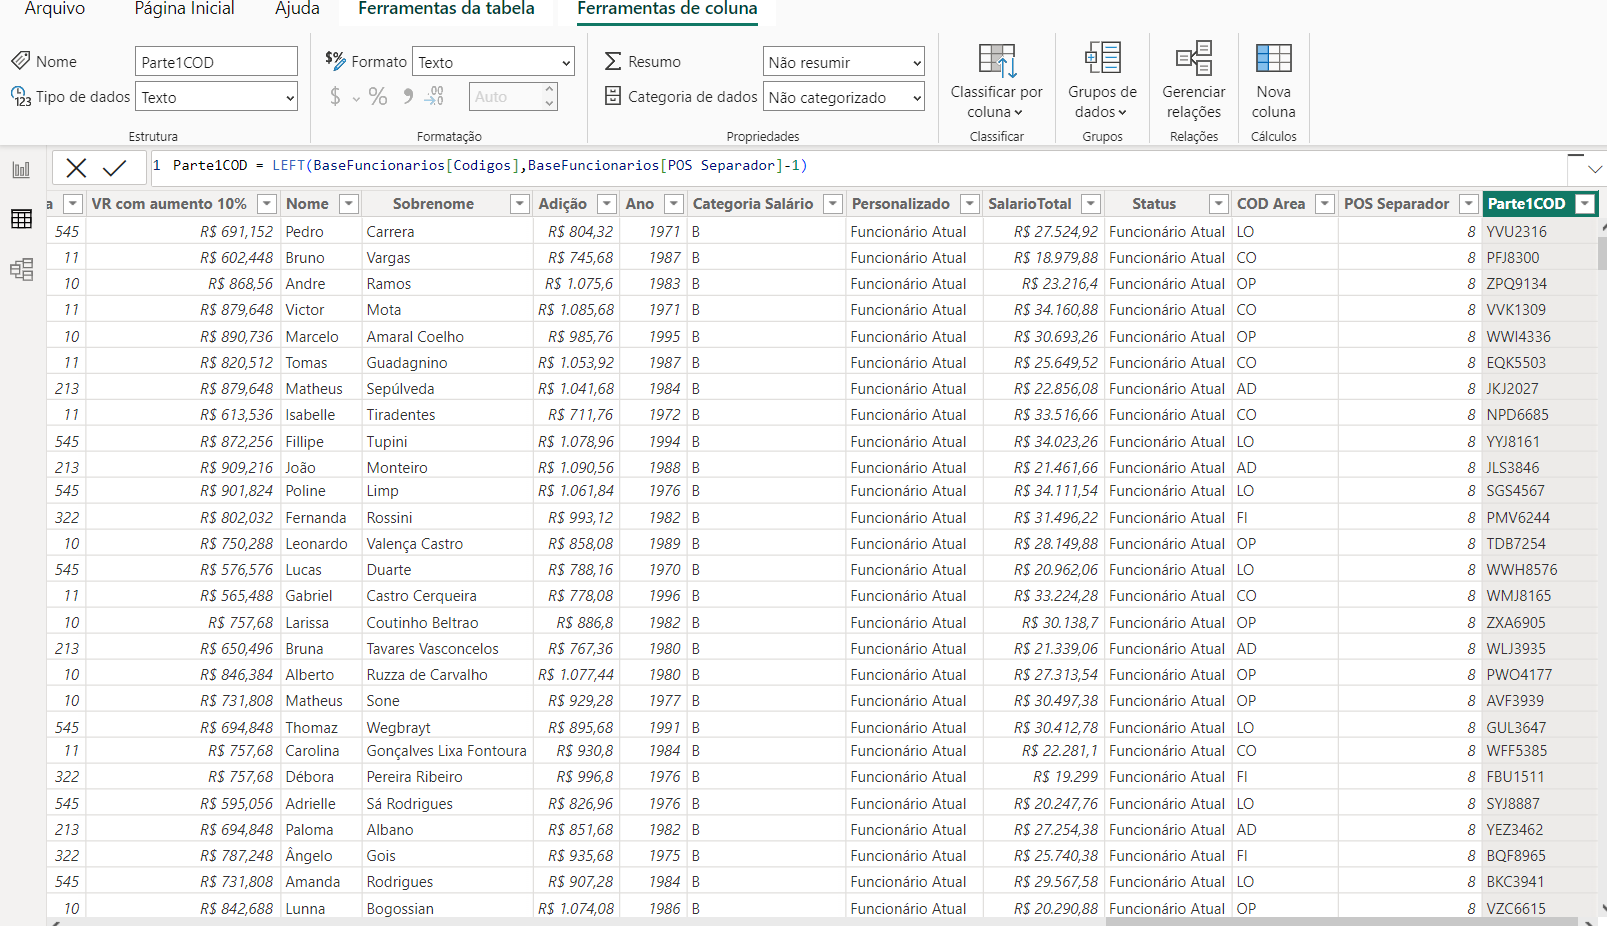 Arquivo Página Inicial Ajuda Ferramentas da tabela Ferramentas de coluna
Nome Parte1COD $% Formato Texto Σ Resumo Não resumir
Tipo de dados Texto $ % 9 .00 Auto Categoria de dados Não categorizado
Classificar por coluna Grupos de dados Gerenciar relações Nova coluna
Estrutura Formatação Propriedades Classificar Grupos Relações Cálculos
1 Parte1COD = LEFT(BaseFuncionarios[Codigos],BaseFuncionarios[POS Separador]-1)
a VR com aumento 10% Nome Sobrenome Adição Ano Categoria Salário Personalizado SalarioTotal Status COD Area POS Separador Parte1COD
545 R$ 691,152 Pedro Carrera R$ 804,32 1971 B Funcionário Atual R$ 27.524,92 Funcionário Atual LO 8 YVU2316
11 R$ 602,448 Bruno Vargas R$ 745,68 1987 B Funcionário Atual R$ 18.979,88 Funcionário Atual CO 8 PFJ8300
10 R$ 868,56 Andre Ramos R$ 1.075,6 1983 B Funcionário Atual R$ 23.216,4 Funcionário Atual OP 8 ZPQ9134
11 R$ 879,648 Victor Mota R$ 1.085,68 1971 B Funcionário Atual R$ 34.160,88 Funcionário Atual CO 8 VVK1309
10 R$ 890,736 Marcelo Amaral Coelho R$ 985,76 1995 B Funcionário Atual R$ 30.693,26 Funcionário Atual OP 8 WWI4336
11 R$ 820,512 Tomas Guadagnino R$ 1.053,92 1987 B Funcionário Atual R$ 25.649,52 Funcionário Atual CO 8 EQK5503
213 R$ 879,648 Matheus Sepúlveda R$ 1.041,68 1984 B Funcionário Atual R$ 22.856,08 Funcionário Atual AD 8 JKJ2027
11 R$ 613,536 Isabelle Tiradentes R$ 711,76 1972 B Funcionário Atual R$ 33.516,66 Funcionário Atual CO 8 NPD6685
545 R$ 872,256 Fillipe Tupini R$ 1.078,96 1994 B Funcionário Atual R$ 34.023,26 Funcionário Atual LO 8 YYJ8161
213 R$ 909,216 João Monteiro R$ 1.090,56 1988 B Funcionário Atual R$ 21.461,66 Funcionário Atual AD 8 JLS3846
545 R$ 901,824 Poline Limp R$ 1.061,84 1976 B Funcionário Atual R$ 34.111,54 Funcionário Atual LO 8 SGS4567
322 R$ 802,032 Fernanda Rossini R$ 993,12 1982 B Funcionário Atual R$ 31.496,22 Funcionário Atual FI 8 PMV6244
10 R$ 750,288 Leonardo Valença Castro R$ 858,08 1989 B Funcionário Atual R$ 28.149,88 Funcionário Atual OP 8 TDB7254
545 R$ 576,576 Lucas Duarte R$ 788,16 1970 B Funcionário Atual R$ 20.962,06 Funcionário Atual LO 8 WWH8576
11 R$ 565,488 Gabriel Castro Cerqueira R$ 778,08 1996 B Funcionário Atual R$ 33.224,28 Funcionário Atual CO 8 WMJ8165
10 R$ 757,68 Larissa Coutinho Beltrao R$ 886,8 1982 B Funcionário Atual R$ 30.138,7 Funcionário Atual OP 8 ZXA6905
213 R$ 650,496 Bruna Tavares Vasconcelos R$ 767,36 1980 B Funcionário Atual R$ 21.339,06 Funcionário Atual AD 8 WLJ3935
10 R$ 846,384 Alberto Ruzza de Carvalho R$ 1.077,44 1980 B Funcionário Atual R$ 27.313,54 Funcionário Atual OP 8 PWO4177
10 R$ 731,808 Matheus Sone R$ 929,28 1977 B Funcionário Atual R$ 30.497,38 Funcionário Atual OP 8 AVF3939
545 R$ 694,848 Thomaz Wegbrayt R$ 895,68 1991 B Funcionário Atual R$ 30.412,78 Funcionário Atual LO 8 GUL3647
11 R$ 757,68 Carolina Gonçalves Lixa Fontoura R$ 930,8 1984 B Funcionário Atual R$ 22.281,1 Funcionário Atual CO 8 WFF5385
322 R$ 757,68 Débora Pereira Ribeiro R$ 996,8 1976 B Funcionário Atual R$ 19.299 Funcionário Atual FI 8 FBU1511
545 R$ 595,056 Adrielle Sá Rodrigues R$ 826,96 1976 B Funcionário Atual R$ 20.247,76 Funcionário Atual LO 8 SYJ8887
213 R$ 694,848 Paloma Albano R$ 851,68 1982 B Funcionário Atual R$ 27.254,38 Funcionário Atual AD 8 YEZ3462
322 R$ 787,248 Ângelo Gois R$ 935,68 1975 B Funcionário Atual R$ 25.740,38 Funcionário Atual FI 8 BQF8965
545 R$ 731,808 Amanda Rodrigues R$ 907,28 1984 B Funcionário Atual R$ 29.567,58 Funcionário Atual LO 8 BKC3941
10 R$ 842,688 Lunna Bogossian R$ 1.074,08 1986 B Funcionário Atual R$ 20.290,88 Funcionário Atual OP 8 VZC6615